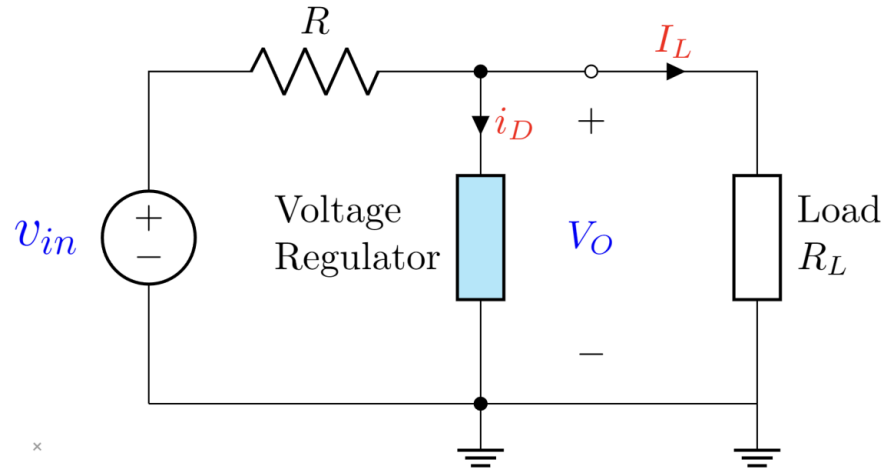 R
I_L
i_D
+
+
−
v_in
Voltage
Regulator
V_O
Load
R_L
−
×